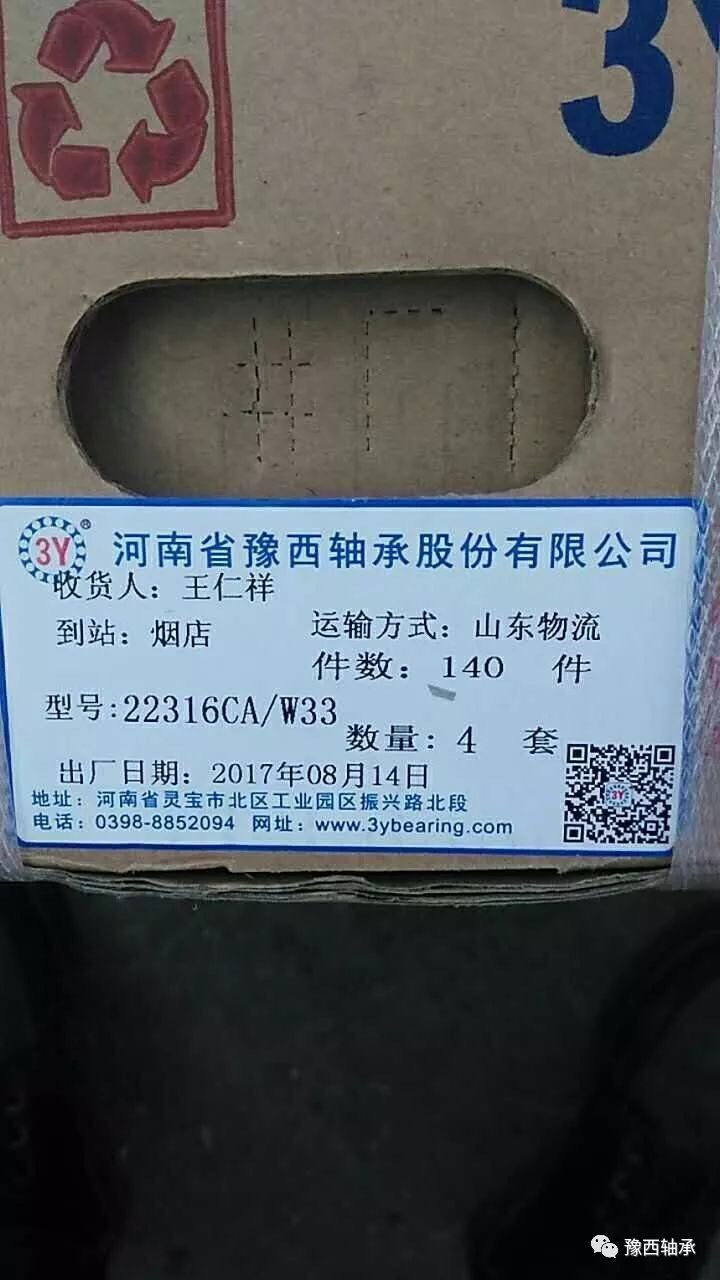 3Y
3Y® 河南省豫西轴承股份有限公司
收货人：王仁祥
到站：烟店 运输方式：山东物流
件数：140 件
型号:22316CA/W33
数量：4 套
出厂日期：2017年08月14日
3Y
地址：河南省灵宝市北区工业园区振兴路北段
电话：0398-8852094 网址：www.3ybearing.com
豫西轴承